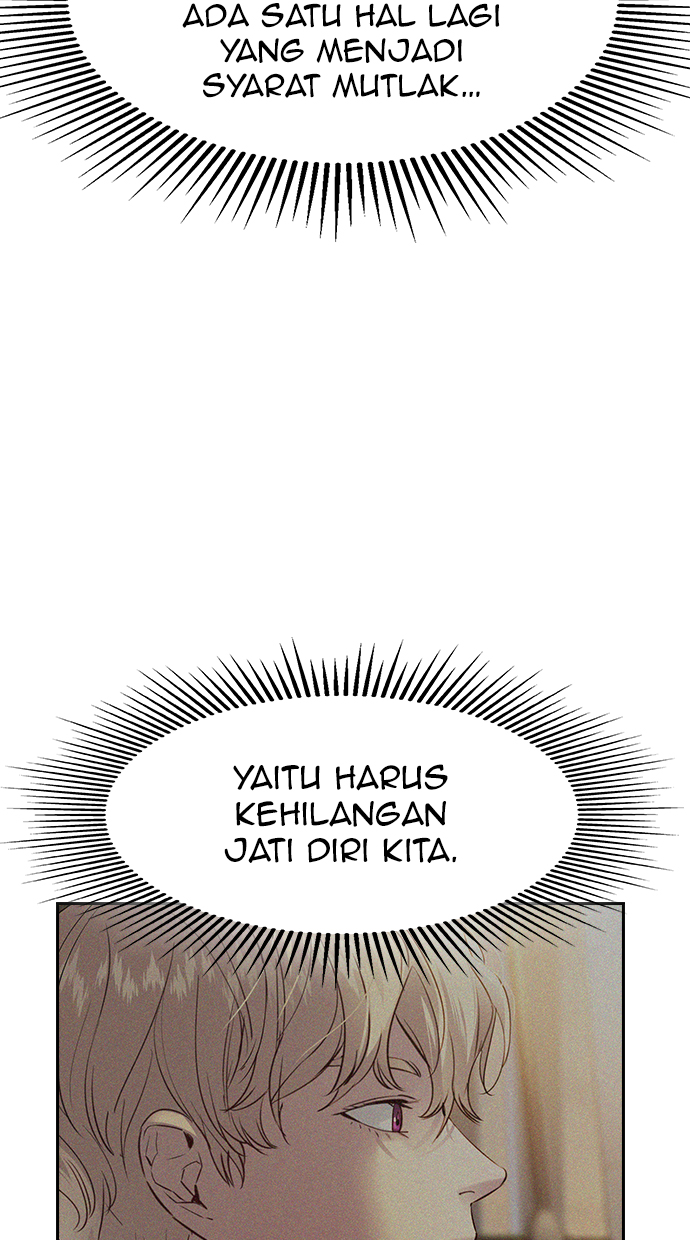 ADA SATU HAL LAGI
YANG MENJADI
SYARAT MUTLAK...
YAITU HARUS
KEHILANGAN
JATI DIRI KITA.